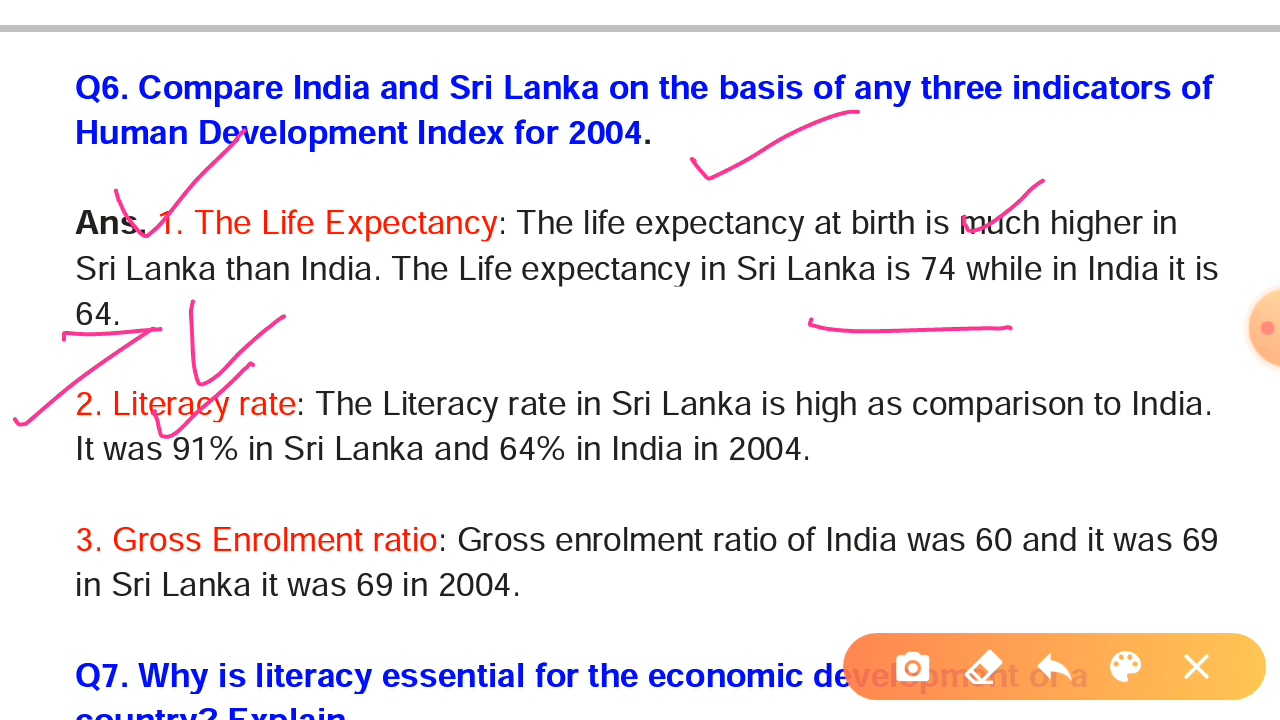 Q6. Compare India and Sri Lanka on the basis of any three indicators of
Human Development Index for 2004.
Ans. 1. The Life Expectancy: The life expectancy at birth is much higher in
Sri Lanka than India. The Life expectancy in Sri Lanka is 74 while in India it is
64.
2. Literacy rate: The Literacy rate in Sri Lanka is high as comparison to India.
It was 91% in Sri Lanka and 64% in India in 2004.
3. Gross Enrolment ratio: Gross enrolment ratio of India was 60 and it was 69
in Sri Lanka it was 69 in 2004.
Q7. Why is literacy essential for the economic development of a
country? Explain